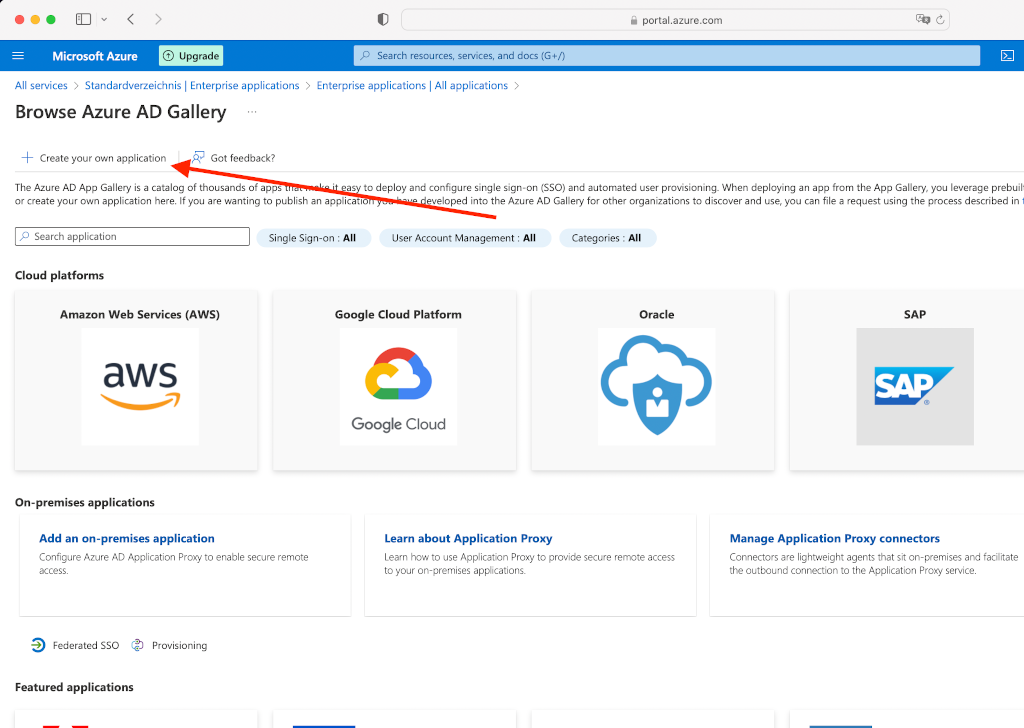 portal.azure.com
Microsoft Azure
Upgrade
Search resources, services, and docs (G+/)
All services > Standardverzeichnis | Enterprise applications > Enterprise applications | All applications >
Browse Azure AD Gallery ...
+ Create your own application
Got feedback?
The Azure AD App Gallery is a catalog of thousands of apps that make it easy to deploy and configure single sign-on (SSO) and automated user provisioning. When deploying an app from the App Gallery, you leverage prebuilt
or create your own application here. If you are wanting to publish an application you have developed into the Azure AD Gallery for other organizations to discover and use, you can file a request using the process described in
Search application
Single Sign-on : All
User Account Management : All
Categories : All
Cloud platforms
Amazon Web Services (AWS)
Google Cloud Platform
Oracle
SAP
aws
Google Cloud
SAP
On-premises applications
Add an on-premises application
Configure Azure AD Application Proxy to enable secure remote
access.
Learn about Application Proxy
Learn how to use Application Proxy to provide secure remote access
to your on-premises applications.
Manage Application Proxy connectors
Connectors are lightweight agents that sit on-premises and facilitate
the outbound connection to the Application Proxy service.
Federated SSO
Provisioning
Featured applications